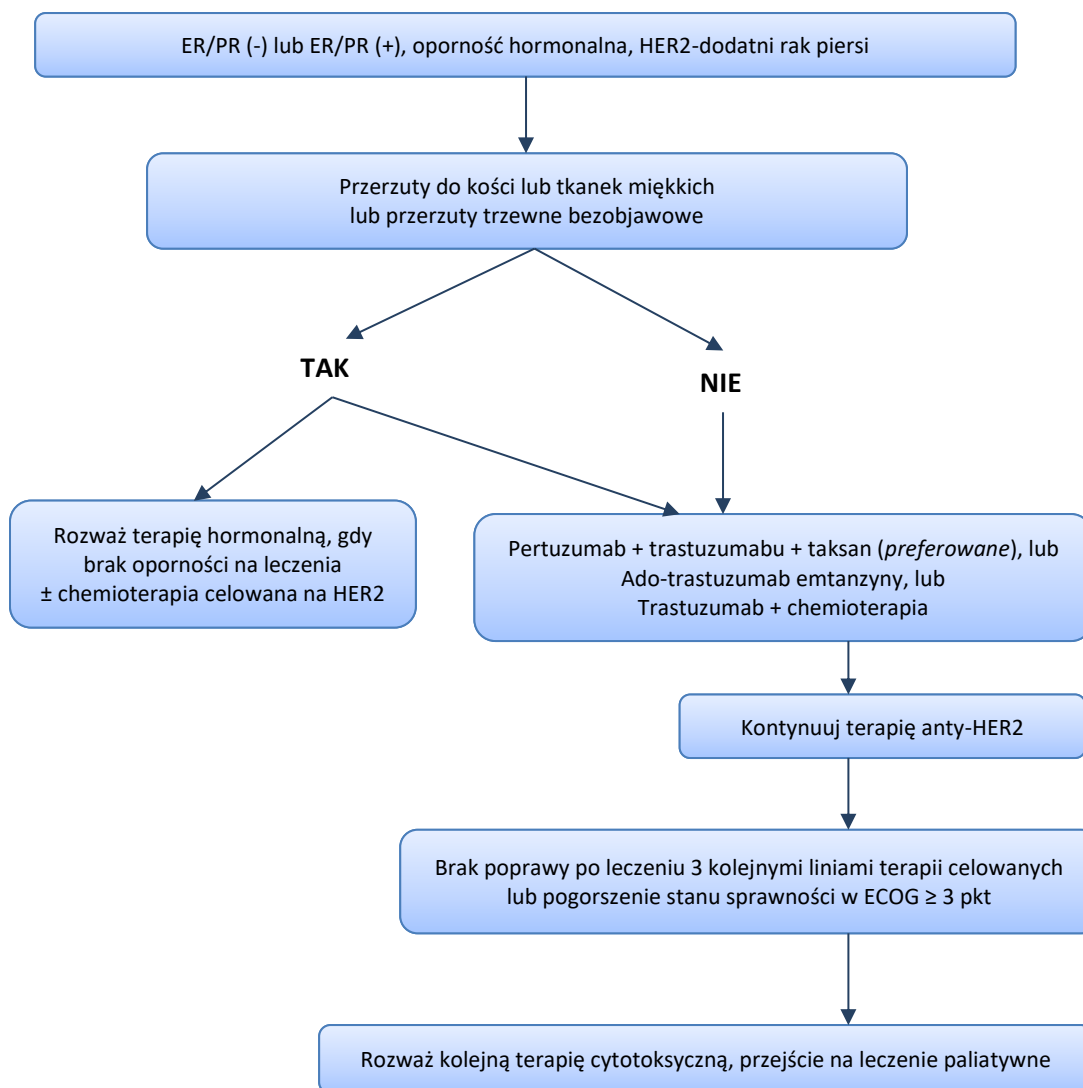 ER/PR (-) lub ER/PR (+), oporność hormonalna, HER2-dodatni rak piersi
Przerzuty do kości lub tkanek miękkich
lub przerzuty trzewne bezobjawowe
TAK
NIE
Rozważ terapię hormonalną, gdy
brak oporności na leczenia
± chemioterapia celowana na HER2
Pertuzumab + trastuzumabu + taksan (preferowane), lub
Ado-trastuzumab emtanzyny, lub
Trastuzumab + chemioterapia
Kontynuuj terapię anty-HER2
Brak poprawy po leczeniu 3 kolejnymi liniami terapii celowanych
lub pogorszenie stanu sprawności w ECOG ≥ 3 pkt
Rozważ kolejną terapię cytotoksyczną, przejście na leczenie paliatywne